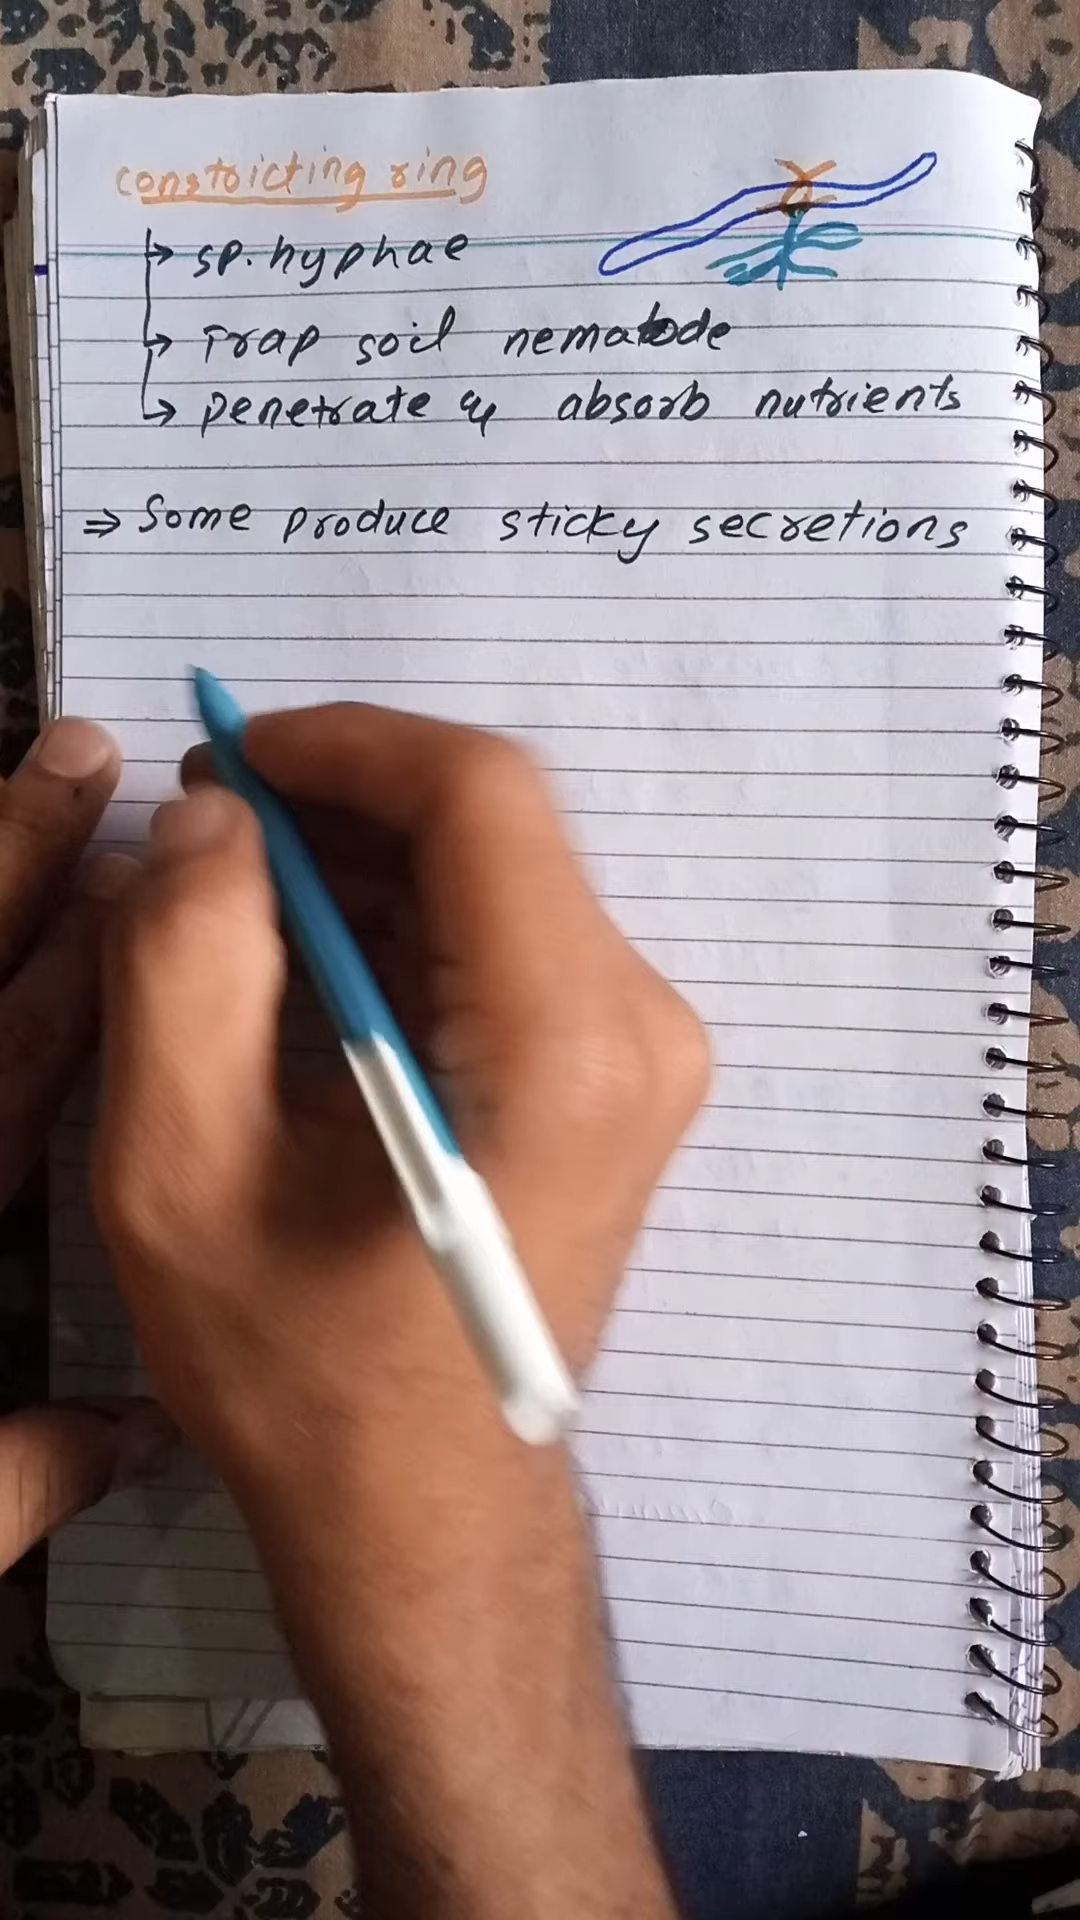 constricting ring
→ sp. hyphae
→ Trap soil nematode
→ penetrate & absorb nutrients
⇒ Some produce sticky secretions